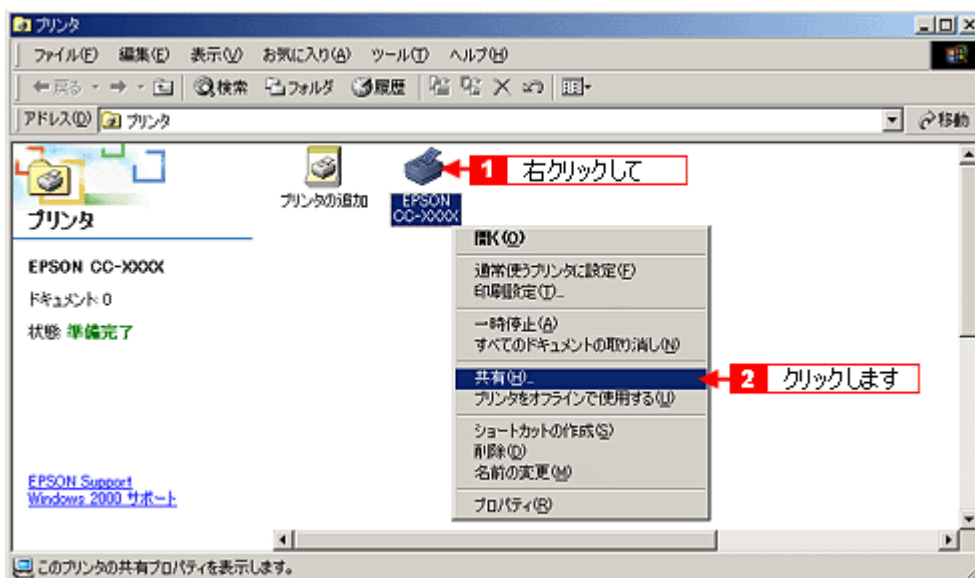 プリンタ
ファイル(F) 編集(E) 表示(V) お気に入り(A) ツール(T) ヘルプ(H)
戻る 検索 フォルダ 履歴
アドレス(D) プリンタ 移動
プリンタ
EPSON CC-XXXX
ドキュメント: 0
状態: 準備完了
EPSON Support
Windows 2000 サポート
プリンタの追加
EPSON
CC-XXXX
1 右クリックして
開く(O)
通常使うプリンタに設定(F)
印刷設定(T)...
一時停止(A)
すべてのドキュメントの取り消し(N)
共有(H)...
2 クリックします
プリンタをオフラインで使用する(U)
ショートカットの作成(S)
削除(D)
名前の変更(M)
プロパティ(R)
このプリンタの共有プロパティを表示します。